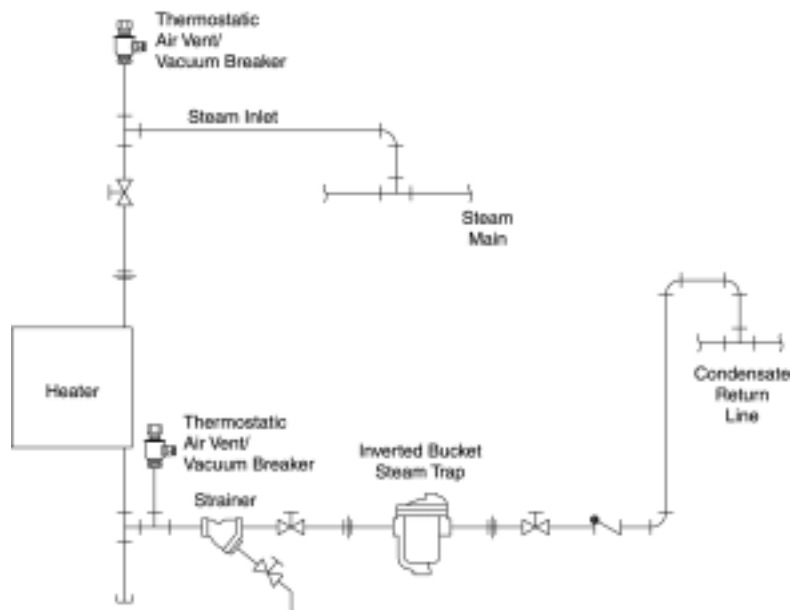 Thermostatic
Air Vent/
Vacuum Breaker
Steam Inlet
Steam
Main
Heater
Thermostatic
Air Vent/
Vacuum Breaker
Strainer
Inverted Bucket
Steam Trap
Condensate
Return
Line